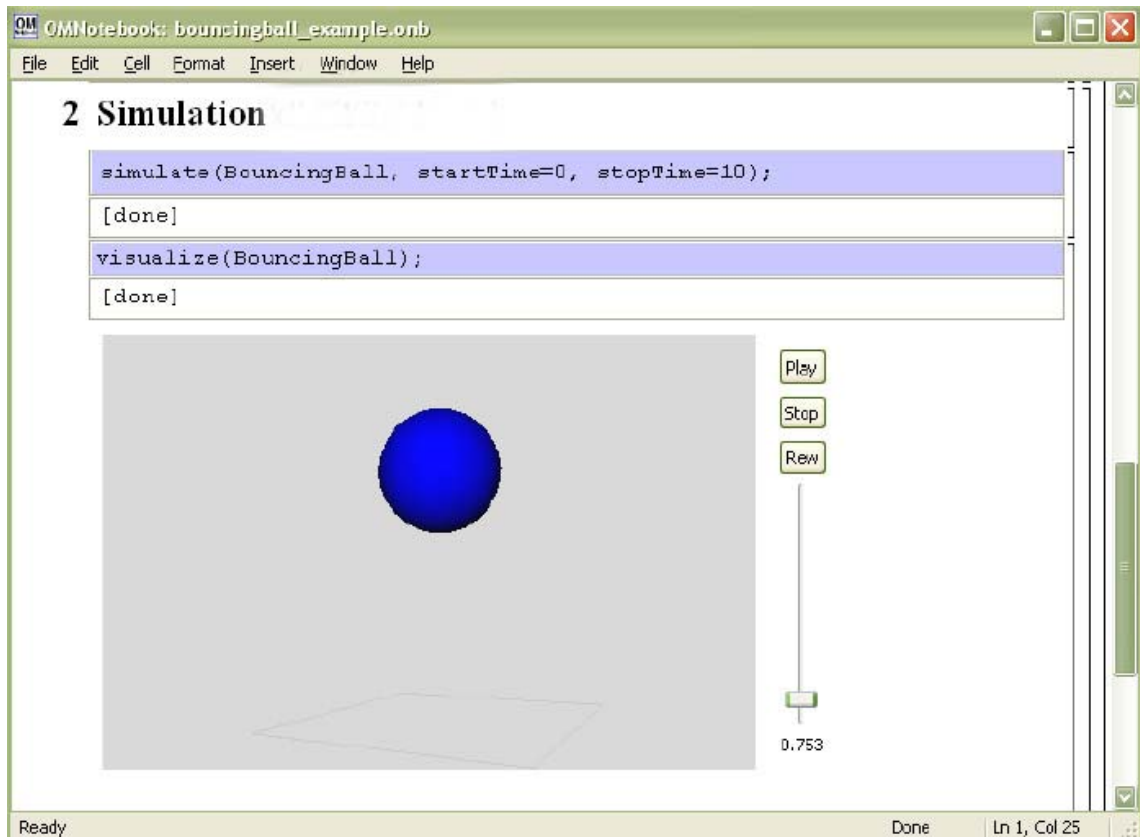 OMNotebook: bouncingball_example.onb
File Edit Cell Format Insert Window Help
2 Simulation
simulate(BouncingBall, startTime=0, stopTime=10);
[done]
visualize(BouncingBall);
[done]
Play
Stop
Rew
0.753
Ready Done Ln 1, Col 25